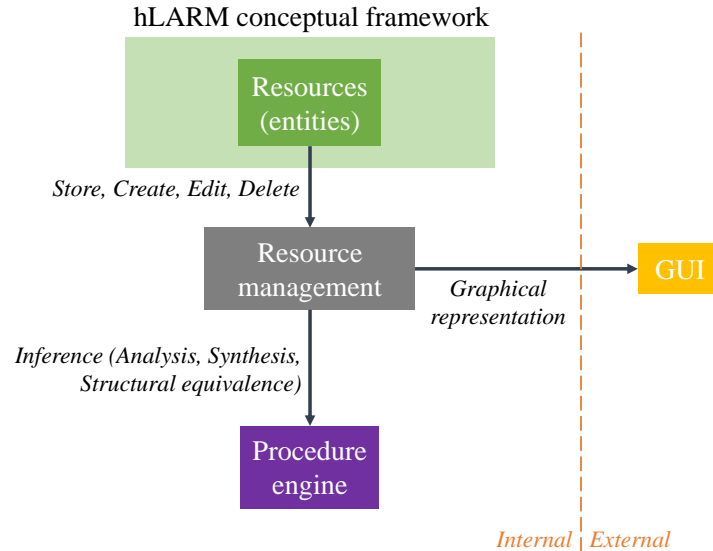 hLARM conceptual framework
Resources
(entities)
Store, Create, Edit, Delete
Resource
management
GUI
Graphical
representation
Inference (Analysis, Synthesis,
Structural equivalence)
Procedure
engine
Internal External